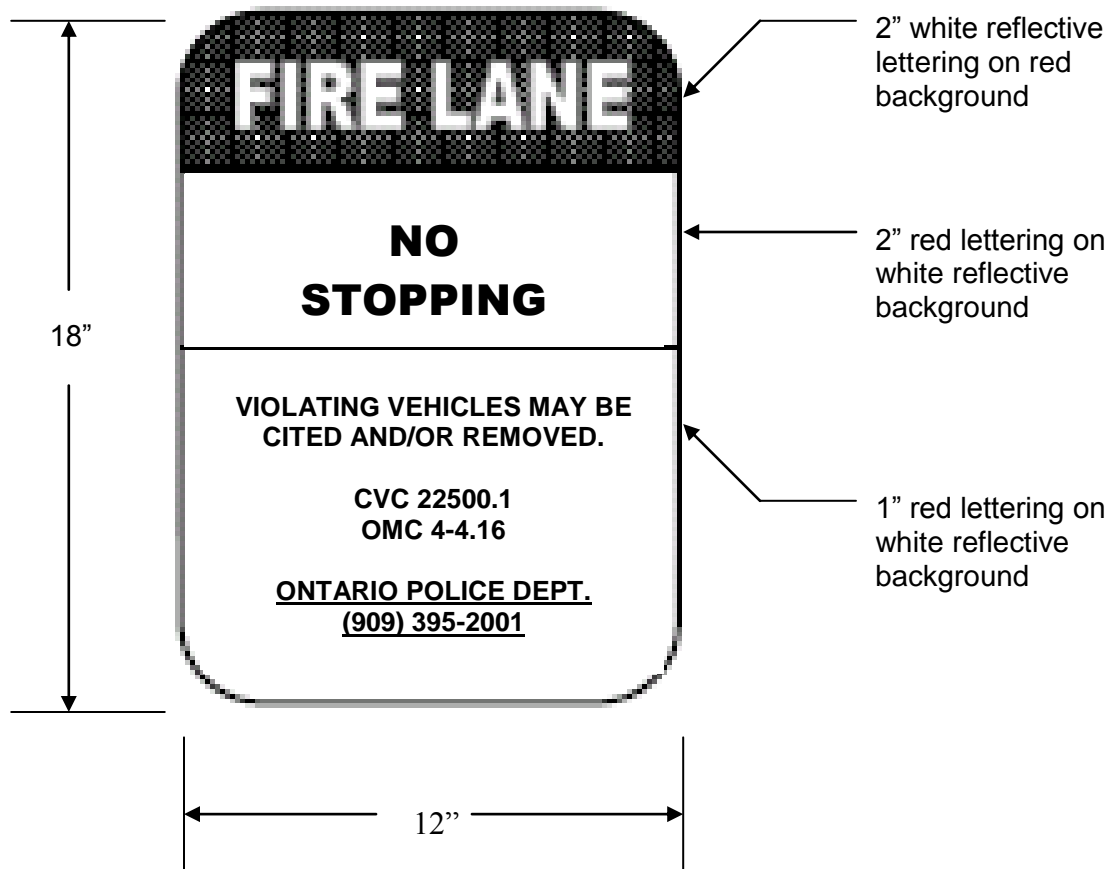 FIRE LANE
NO
STOPPING
VIOLATING VEHICLES MAY BE
CITED AND/OR REMOVED.
CVC 22500.1
OMC 4-4.16
ONTARIO POLICE DEPT.
(909) 395-2001
18”
12”
2” white reflective
lettering on red
background
2” red lettering on
white reflective
background
1” red lettering on
white reflective
background